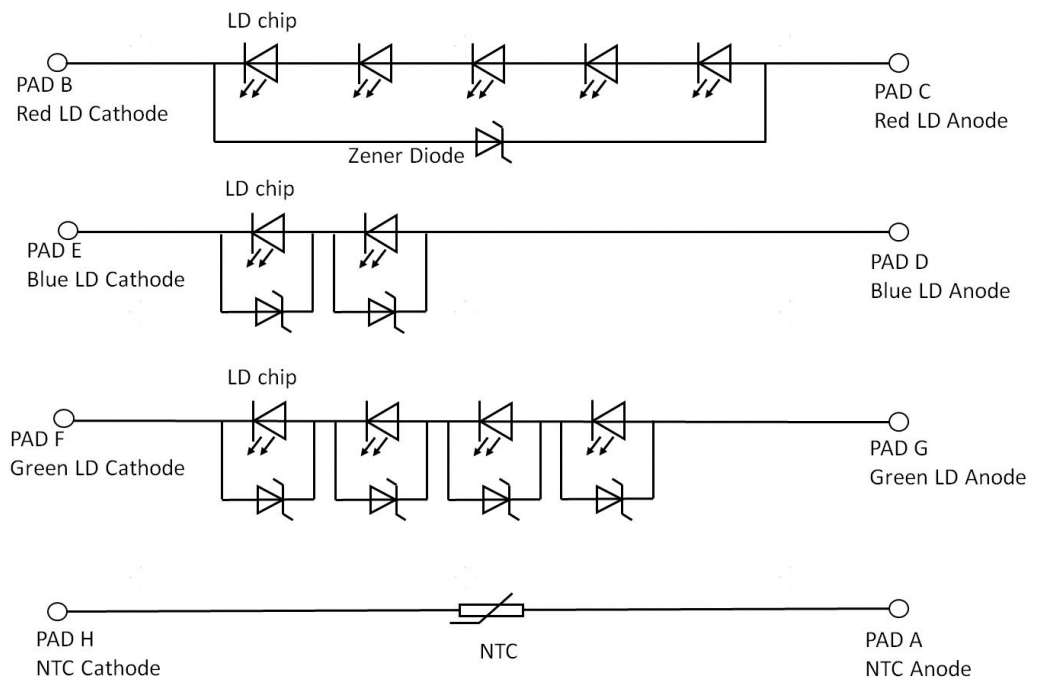 LD chip
PAD B
Red LD Cathode
PAD C
Red LD Anode
Zener Diode
LD chip
PAD E
Blue LD Cathode
PAD D
Blue LD Anode
LD chip
PAD F
Green LD Cathode
PAD G
Green LD Anode
PAD H
NTC Cathode
NTC
PAD A
NTC Anode